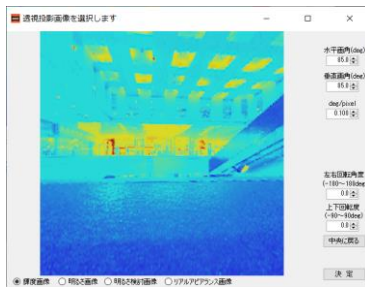 透視投影画像を選択します
水平画角(deg)
85.0
垂直画角(deg)
85.0
deg/pixel
0.100
左右回転角度
(-180～180deg)
0.0
上下回転度
(-90～90deg)
0.0
中央に戻る
決 定
輝度画像 明るさ画像 明るさ検討画像 リアルアピアランス画像